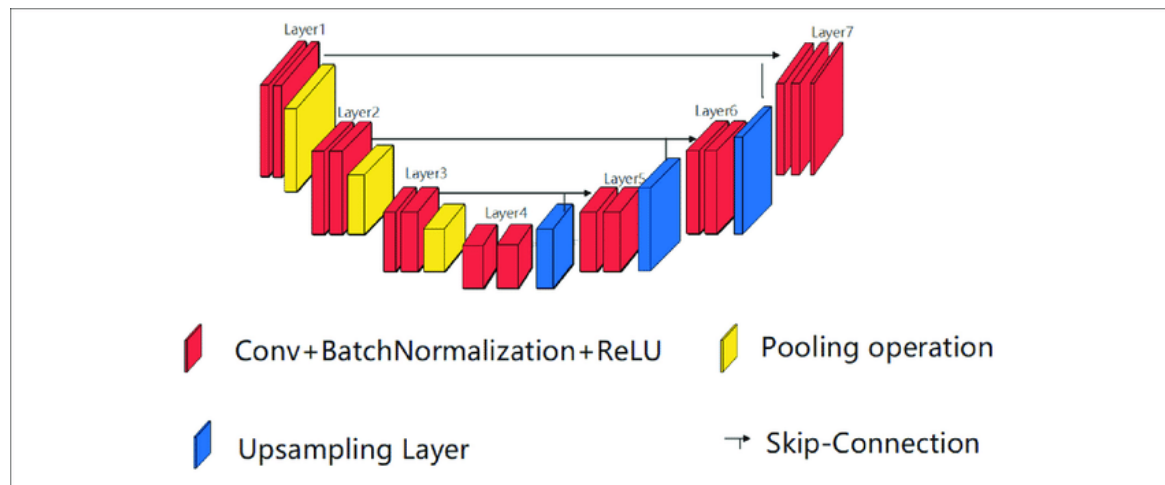 Layer1
Layer7
Layer2
Layer6
Layer3
Layer5
Layer4
Conv+BatchNormalization+ReLU
Pooling operation
Upsampling Layer
Skip-Connection